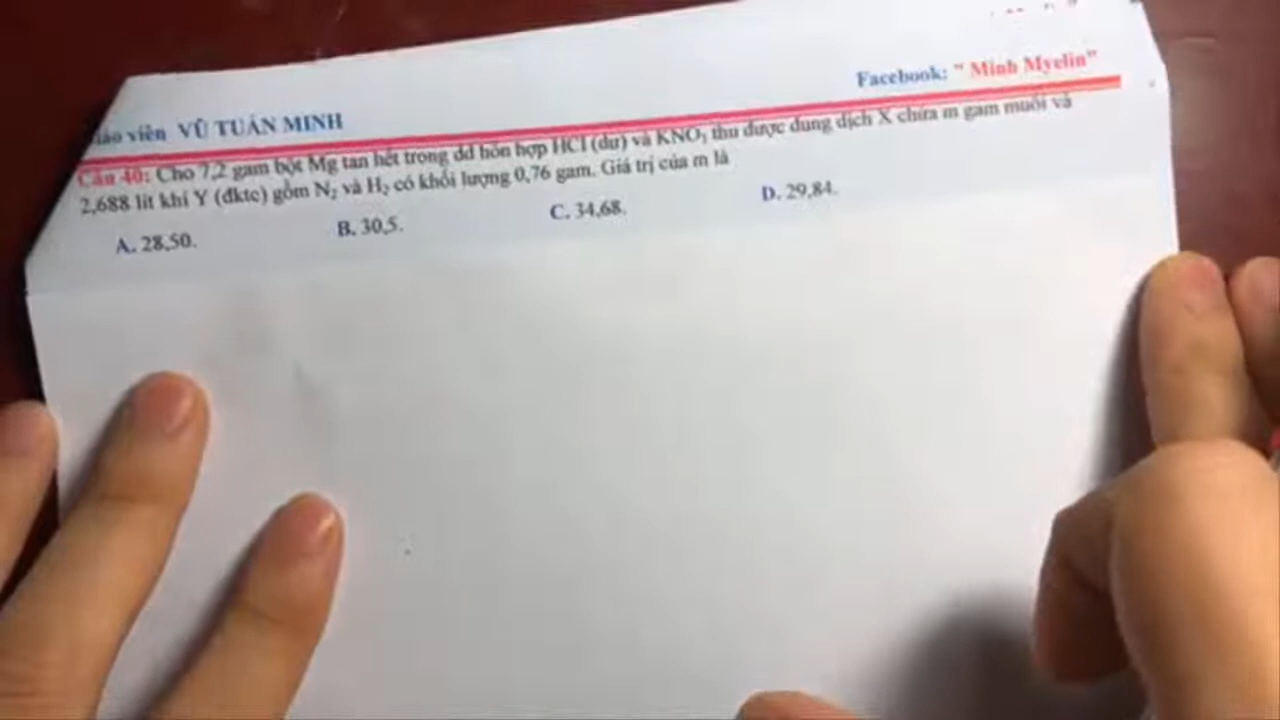 viên VŨ TUẤN MINH
Facebook: " Minh Myelin"
Câu 40: Cho 7,2 gam bột Mg tan hết trong dd hỗn hợp HCl (dư) và KNO₃ thu được dung dịch X chứa m gam muối và
2,688 lít khí Y (đktc) gồm N₂ và H₂ có khối lượng 0,76 gam. Giá trị của m là
A. 28,50. B. 30,5. C. 34,68. D. 29,84.